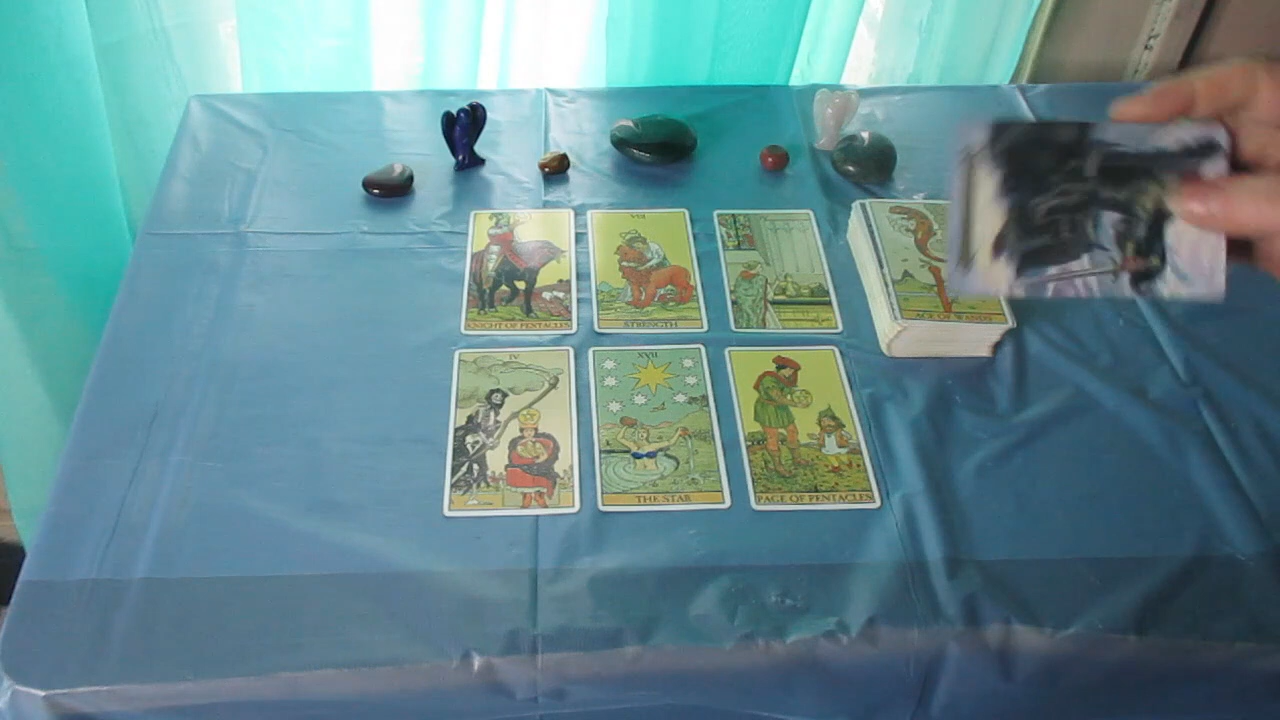 VIII
KNIGHT OF PENTACLES
STRENGTH
ACE OF WANDS
IV
XVII
THE STAR
PAGE OF PENTACLES